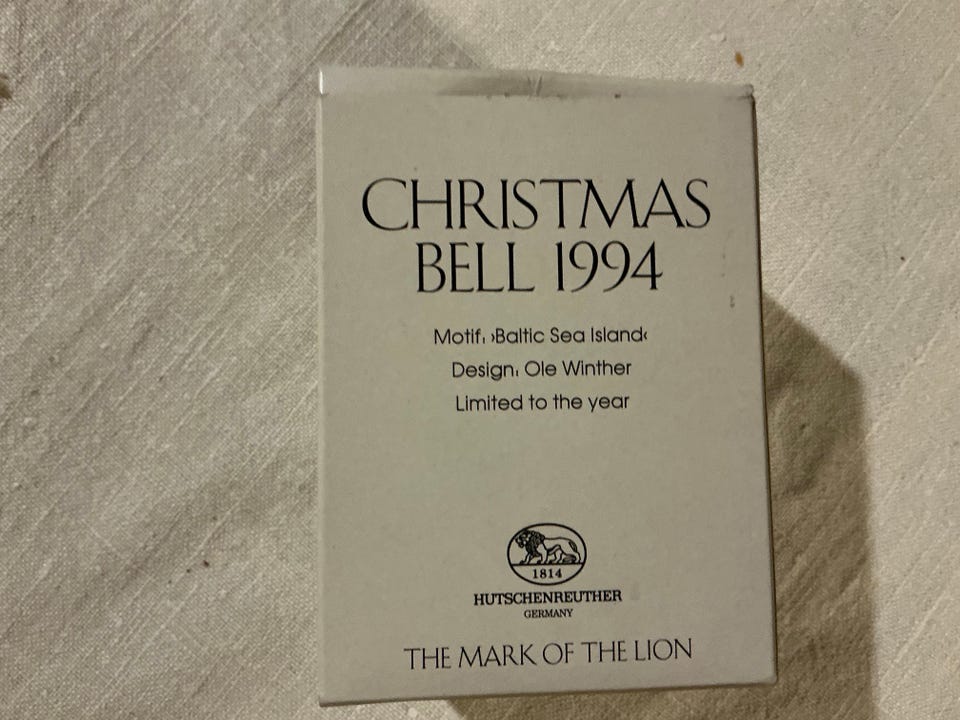 CHRISTMAS
BELL 1994
Motif: ›Baltic Sea Island‹
Design: Ole Winther
Limited to the year
1814
HUTSCHENREUTHER
GERMANY
THE MARK OF THE LION